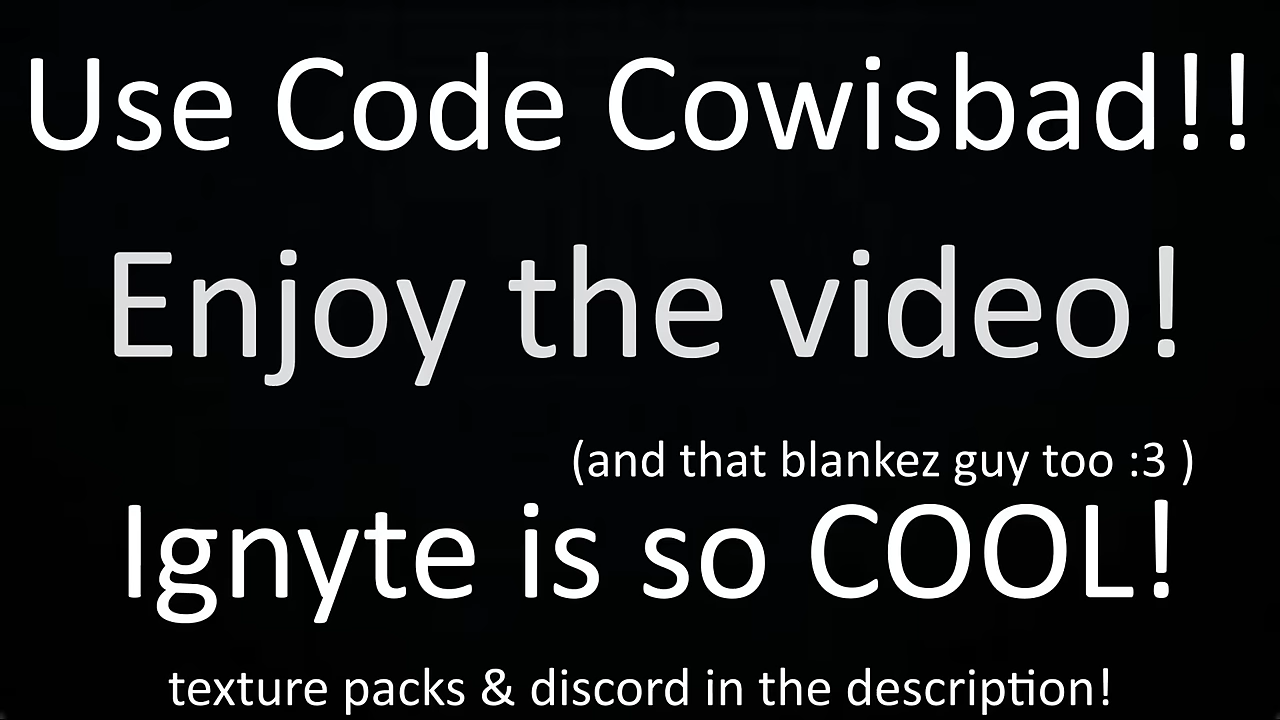 Use Code Cowisbad!!
Enjoy the video!
(and that blankez guy too :3 )
Ignyte is so COOL!
texture packs & discord in the description!